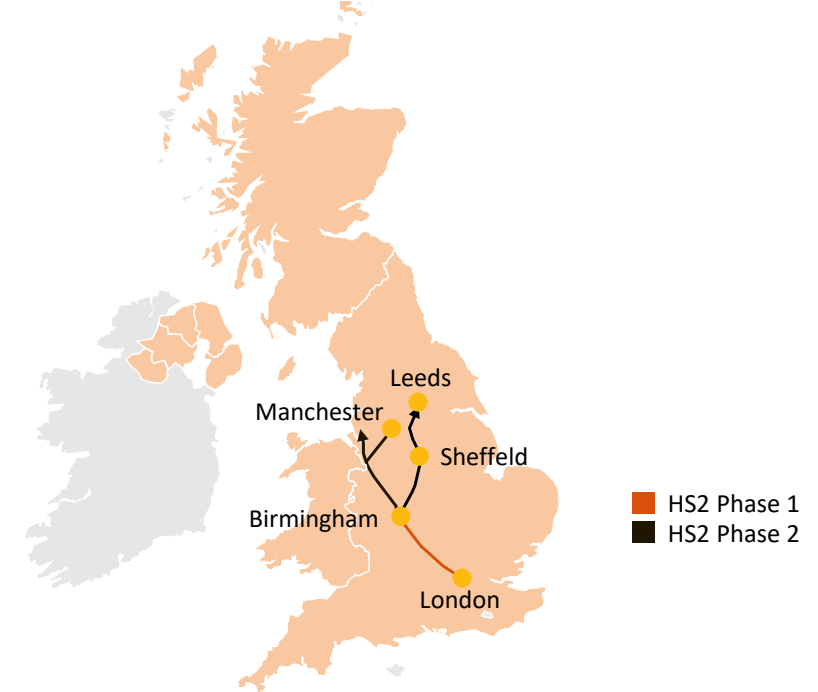 Leeds
Manchester
Sheffeld
Birmingham
London
HS2 Phase 1
HS2 Phase 2